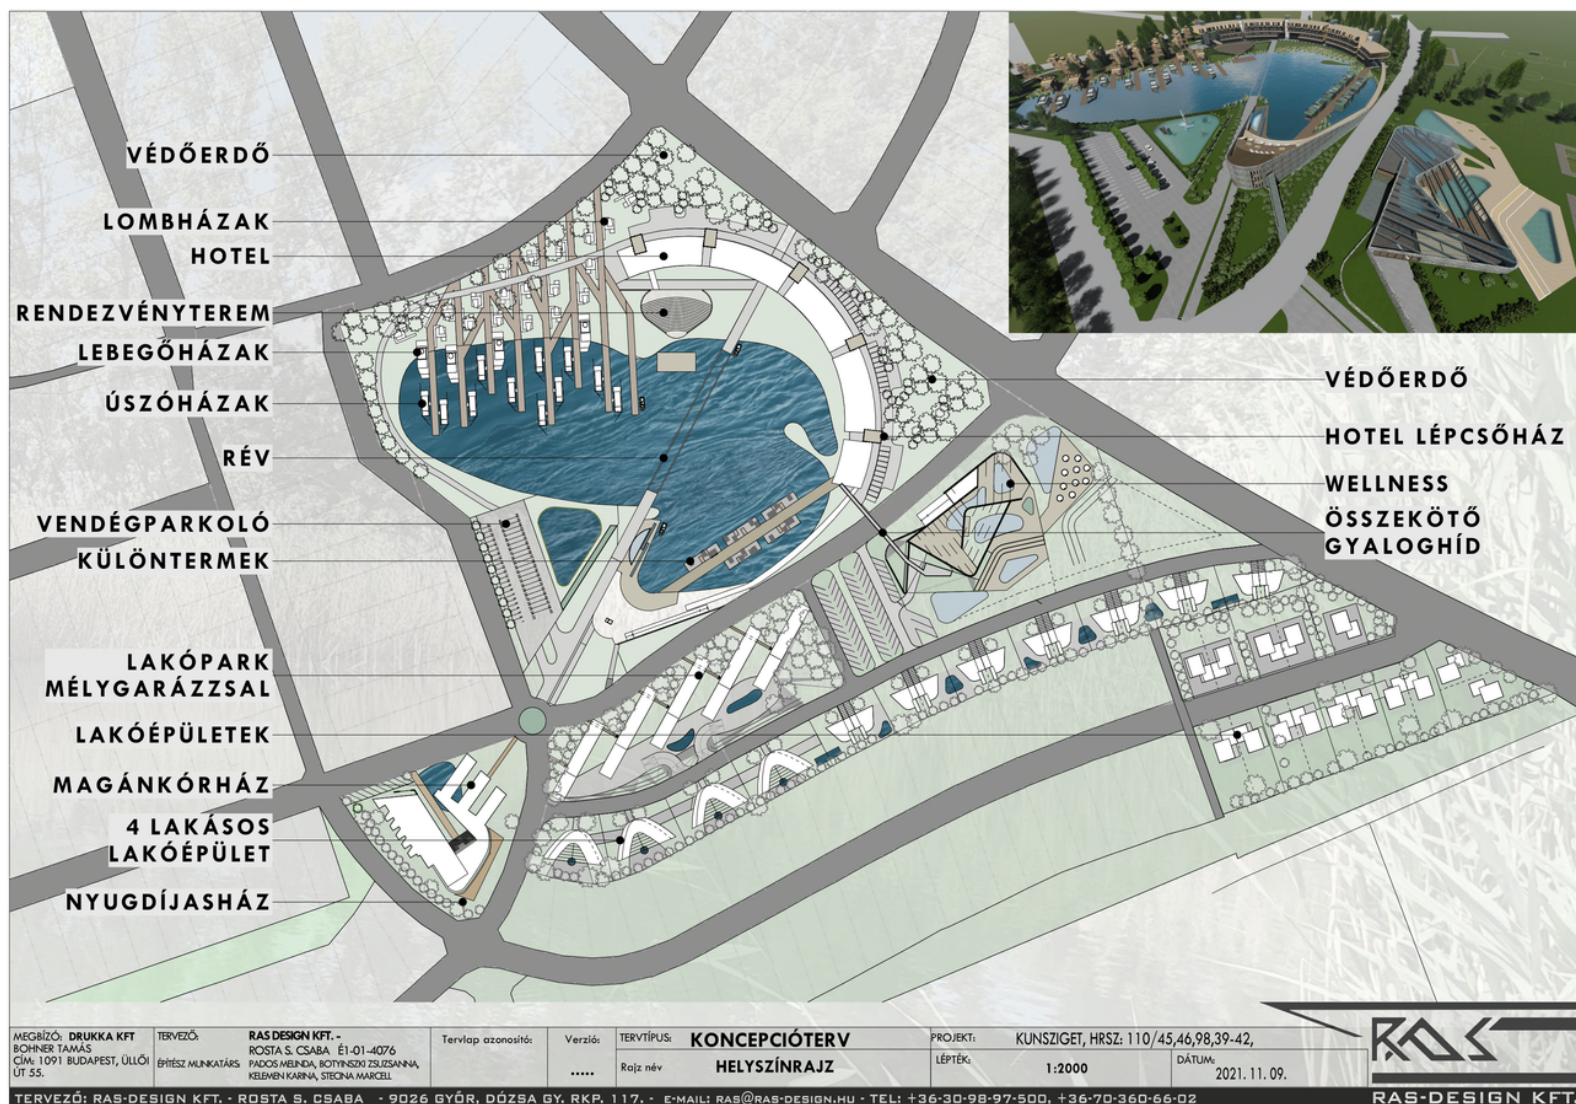 VÉDŐERDŐ
LOMBHÁZAK
HOTEL
RENDEZVÉNYTEREM
LEBEGŐHÁZAK
ÚSZÓHÁZAK
RÉV
VENDÉGPARKOLÓ
KÜLÖNTERMEK
LAKÓPARK
MÉLYGARÁZZSAL
LAKÓÉPÜLETEK
MAGÁNKÓRHÁZ
4 LAKÁSOS
LAKÓÉPÜLET
NYUGDÍJASHÁZ
VÉDŐERDŐ
HOTEL LÉPCSŐHÁZ
WELLNESS
ÖSSZEKÖTŐ
GYALOGHÍD
MEGBÍZÓ: DRUKKA KFT
BOHNER TAMÁS
CÍM: 1091 BUDAPEST, ÜLLŐI
ÚT 55.
TERVEZŐ:
RAS DESIGN KFT. -
ROSTA S. CSABA É1-01-4076
ÉPÍTÉSZ MUNKATÁRS:
PADOS MELINDA, BOTYINSZKI ZSUZSANNA,
KELEMEN KARINA, STECINA MARCELL
Tervlap azonosító:
Verzió:
.....
TERVTÍPUS: KONCEPCIÓTERV
Rajz név HELYSZÍNRAJZ
PROJEKT: KUNSZIGET, HRSZ: 110/45,46,98,39-42,
LÉPTÉK: 1:2000
DÁTUM: 2021. 11. 09.
RAS
TERVEZŐ: RAS-DESIGN KFT. - ROSTA S. CSABA - 9026 GYŐR, DÓZSA GY. RKP. 117. - E-MAIL: RAS@RAS-DESIGN.HU - TEL: +36-30-98-97-500, +36-70-360-66-02
RAS-DESIGN KFT.